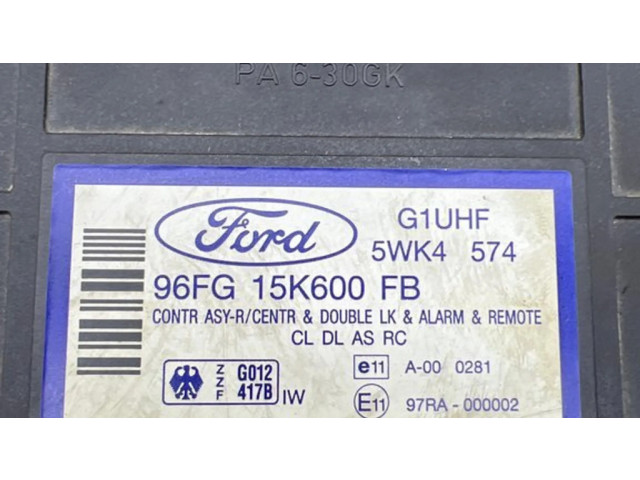 PA 6-30GK
Ford
G1UHF
5WK4 574
96FG 15K600 FB
CONTR ASY-R/CENTR & DOUBLE LK & ALARM & REMOTE
CL DL AS RC
ZZF G012 417B IW
e11 A-00 0281
E11 97RA-000002